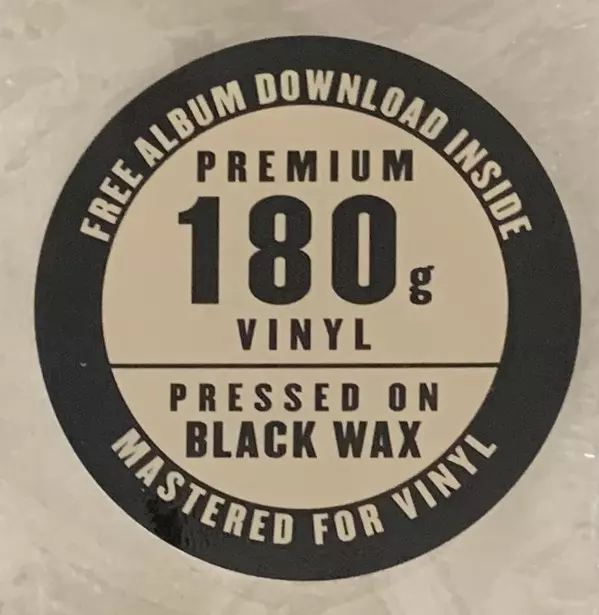 FREE ALBUM DOWNLOAD INSIDE
PREMIUM
180g
VINYL
PRESSED ON
BLACK WAX
MASTERED FOR VINYL